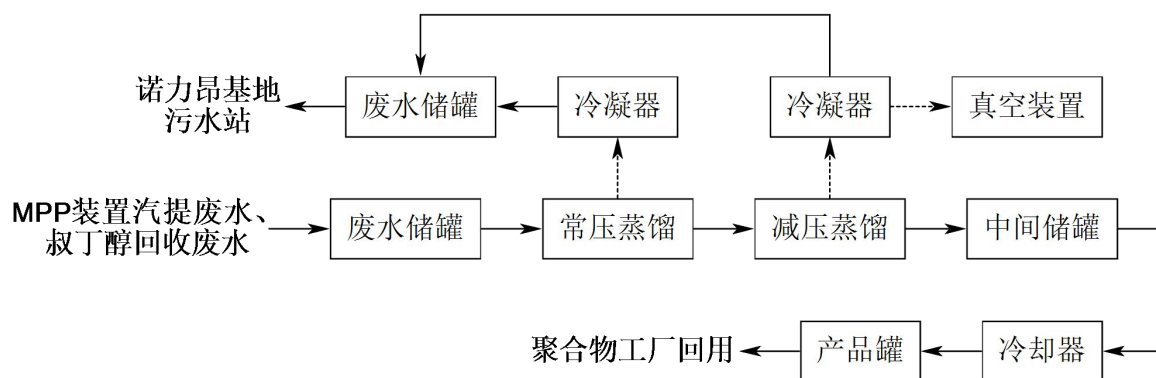 诺力昂基地
污水站
废水储罐
冷凝器
冷凝器
真空装置
MPP装置汽提废水、
叔丁醇回收废水
废水储罐
常压蒸馏
减压蒸馏
中间储罐
聚合物工厂回用
产品罐
冷却器